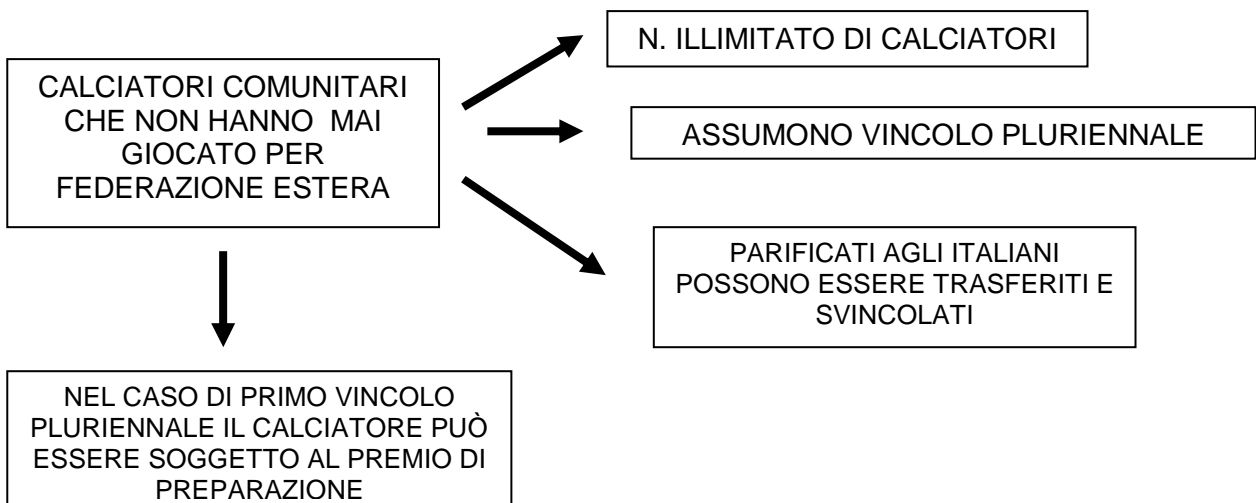 N. ILLIMITATO DI CALCIATORI
CALCIATORI COMUNITARI
CHE NON HANNO MAI
GIOCATO PER
FEDERAZIONE ESTERA
ASSUMONO VINCOLO PLURIENNALE
PARIFICATI AGLI ITALIANI
POSSONO ESSERE TRASFERITI E
SVINCOLATI
NEL CASO DI PRIMO VINCOLO
PLURIENNALE IL CALCIATORE PUÒ
ESSERE SOGGETTO AL PREMIO DI
PREPARAZIONE